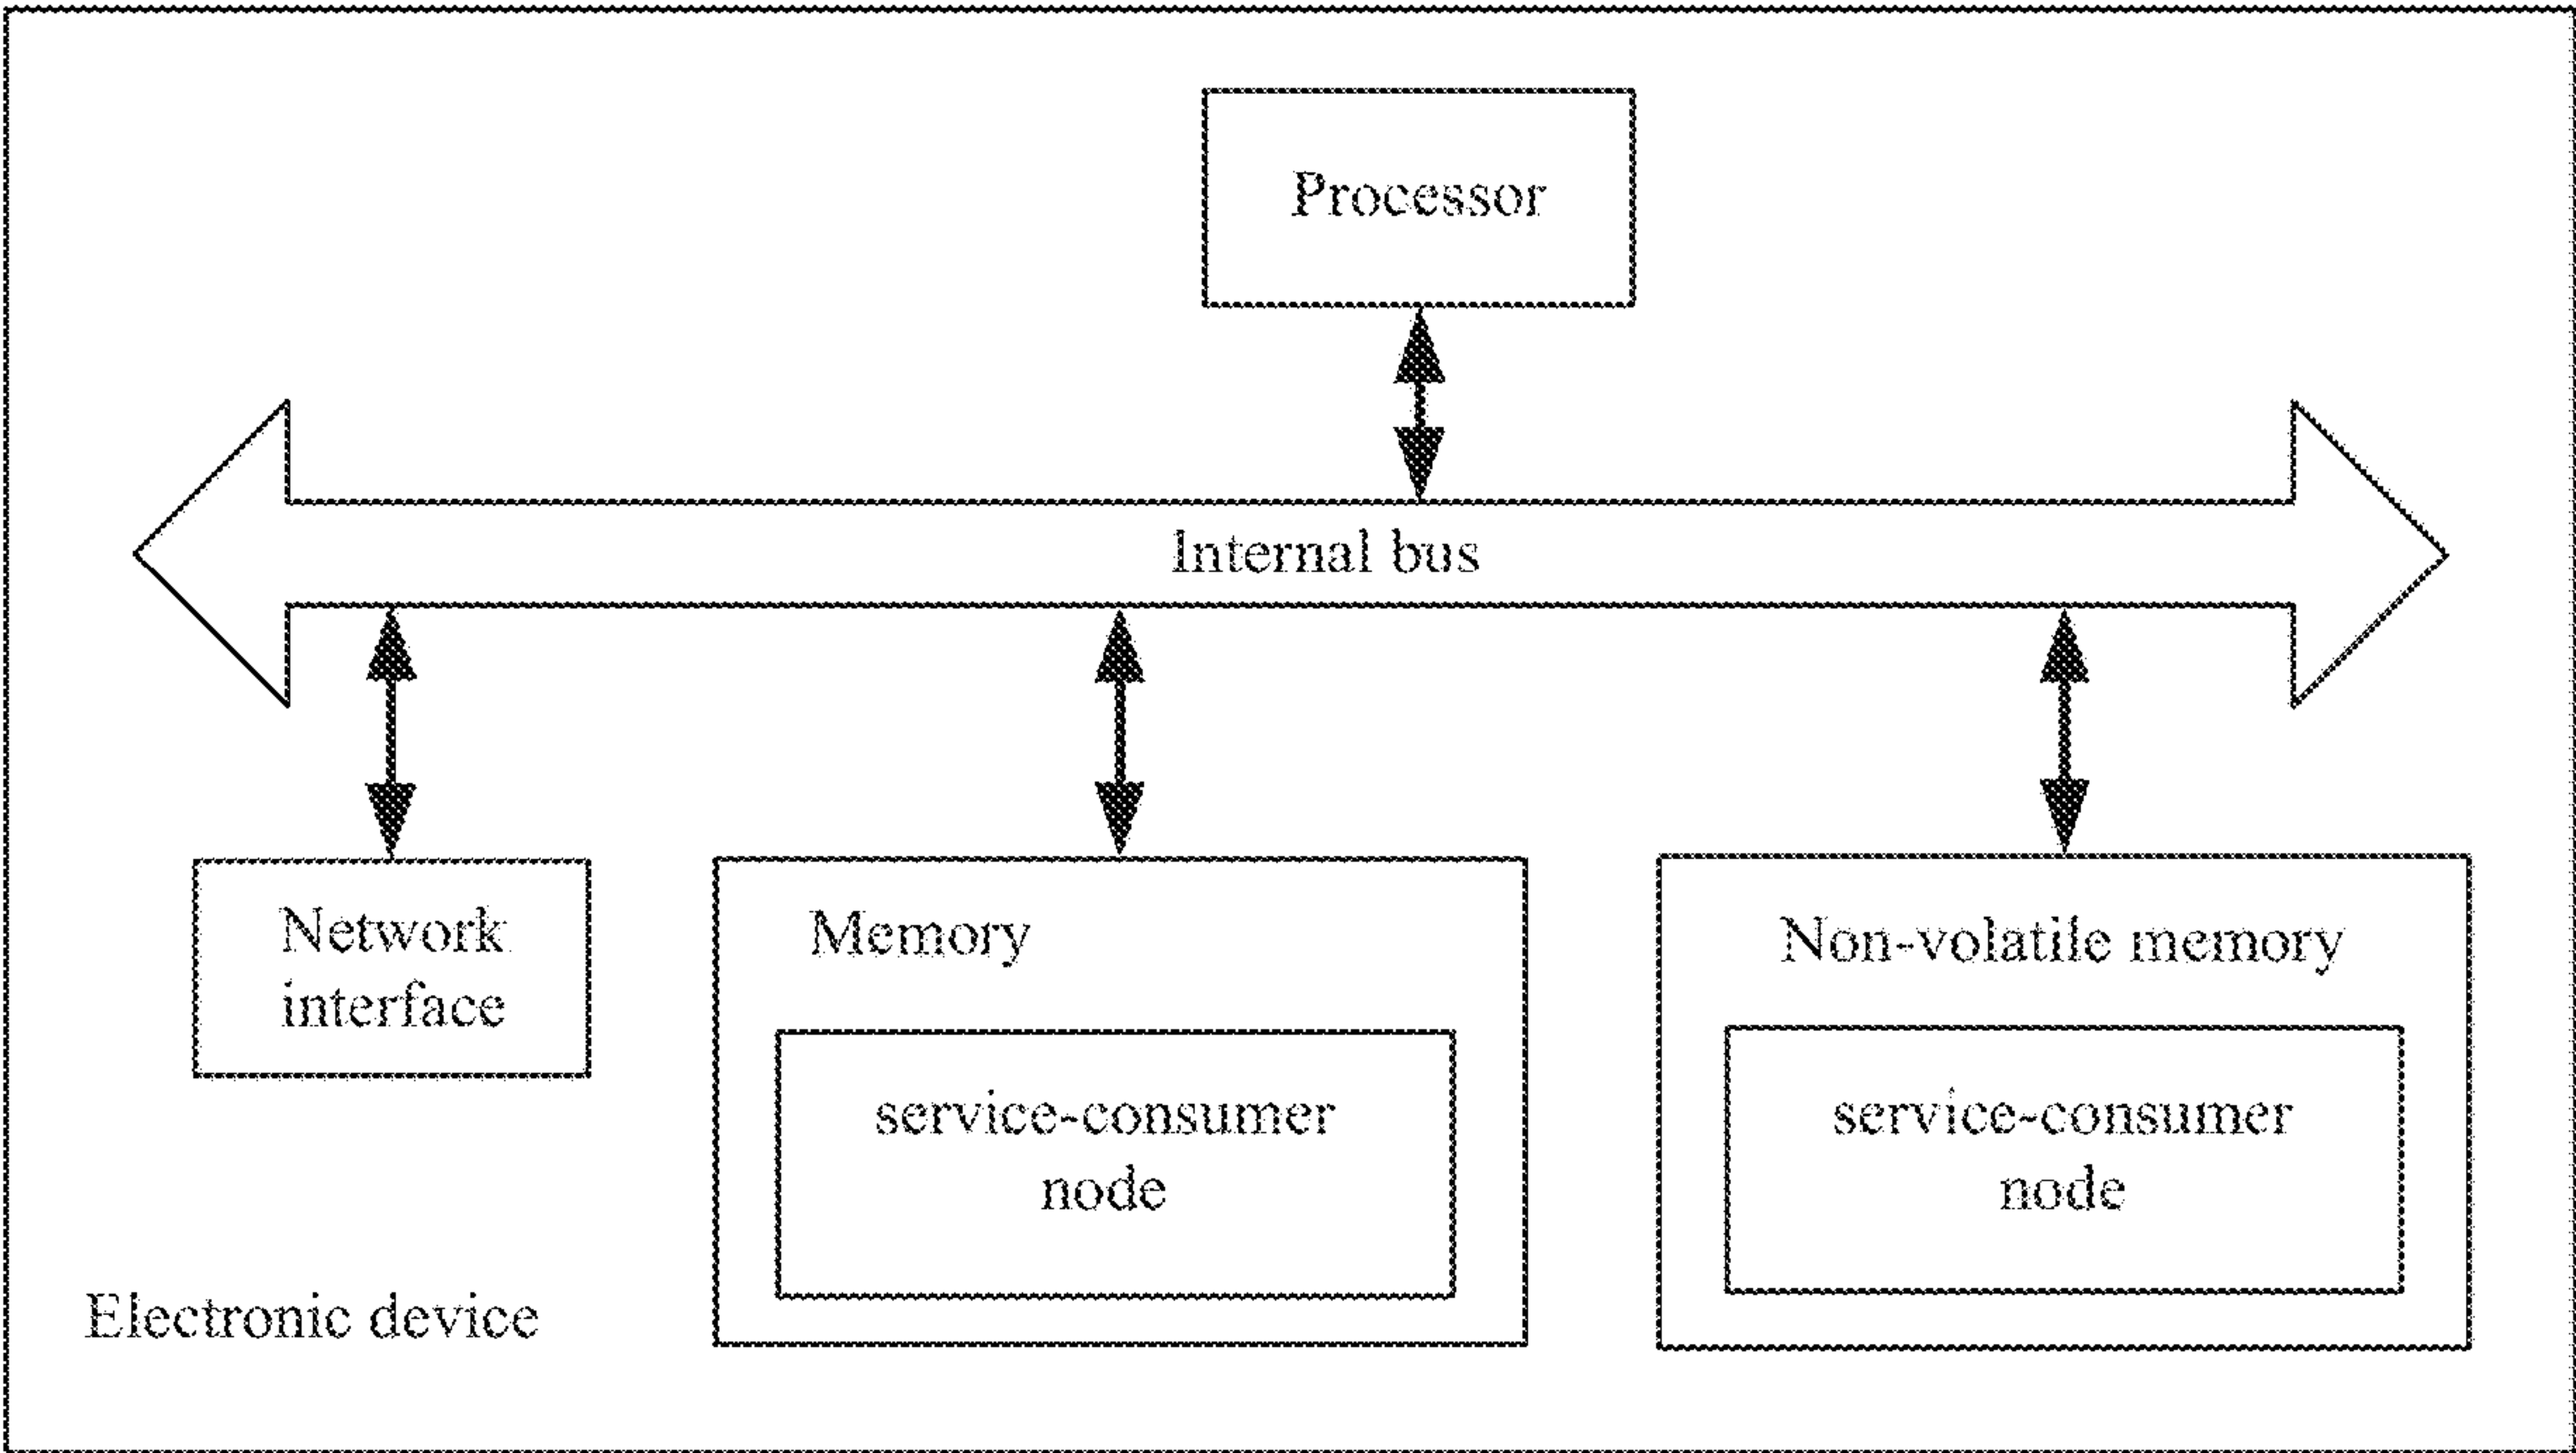 Processor
Internal bus
Network
interface
Memory
service-consumer
node
Non-volatile memory
service-consumer
node
Electronic device